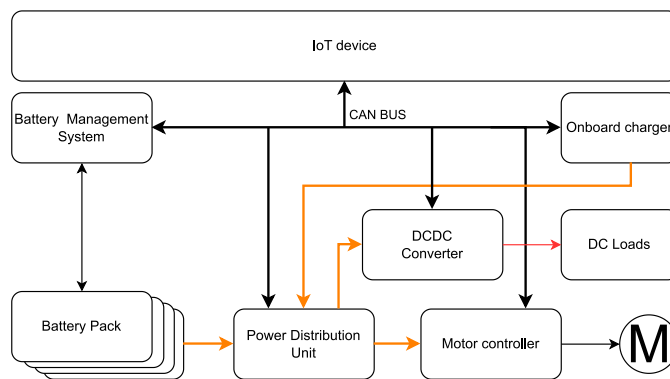 IoT device
Battery Management
System
CAN BUS
Onboard charger
DCDC
Converter
DC Loads
Battery Pack
Power Distribution
Unit
Motor controller
M